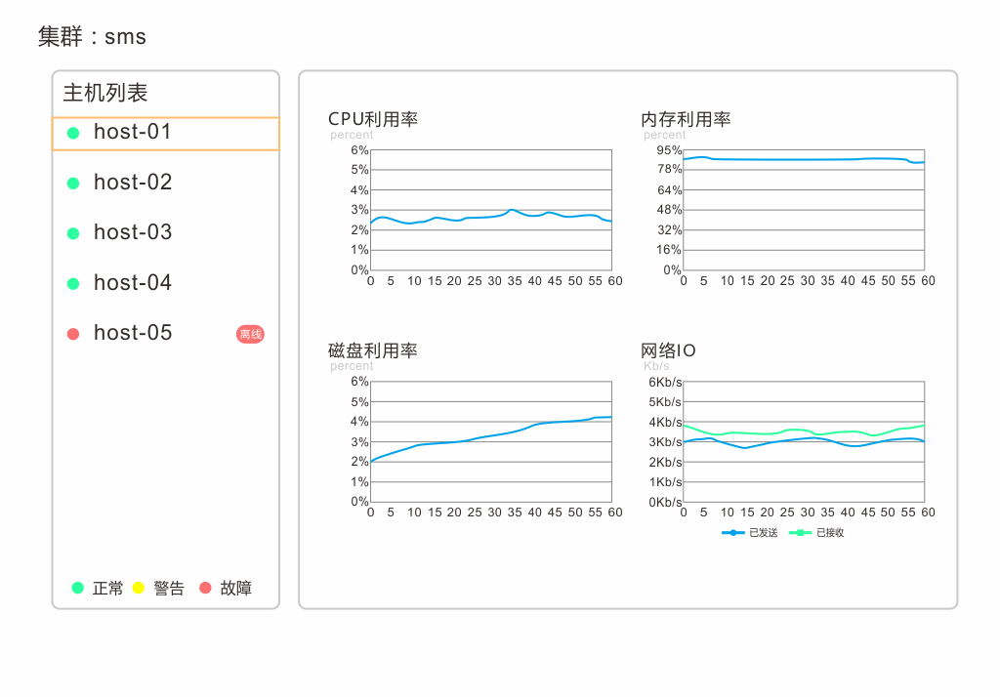 集群：sms
主机列表
host-01
host-02
host-03
host-04
host-05 离线
正常 警告 故障
CPU利用率
percent
6%
5%
4%
3%
2%
1%
0%
0 5 10 15 20 25 30 35 40 45 50 55 60
内存利用率
percent
95%
78%
64%
48%
32%
16%
0%
0 5 10 15 20 25 30 35 40 45 50 55 60
磁盘利用率
percent
6%
5%
4%
3%
2%
1%
0%
0 5 10 15 20 25 30 35 40 45 50 55 60
网络IO
Kb/s
6Kb/s
5Kb/s
4Kb/s
3Kb/s
2Kb/s
1Kb/s
0Kb/s
0 5 10 15 20 25 30 35 40 45 50 55 60
已发送 已接收